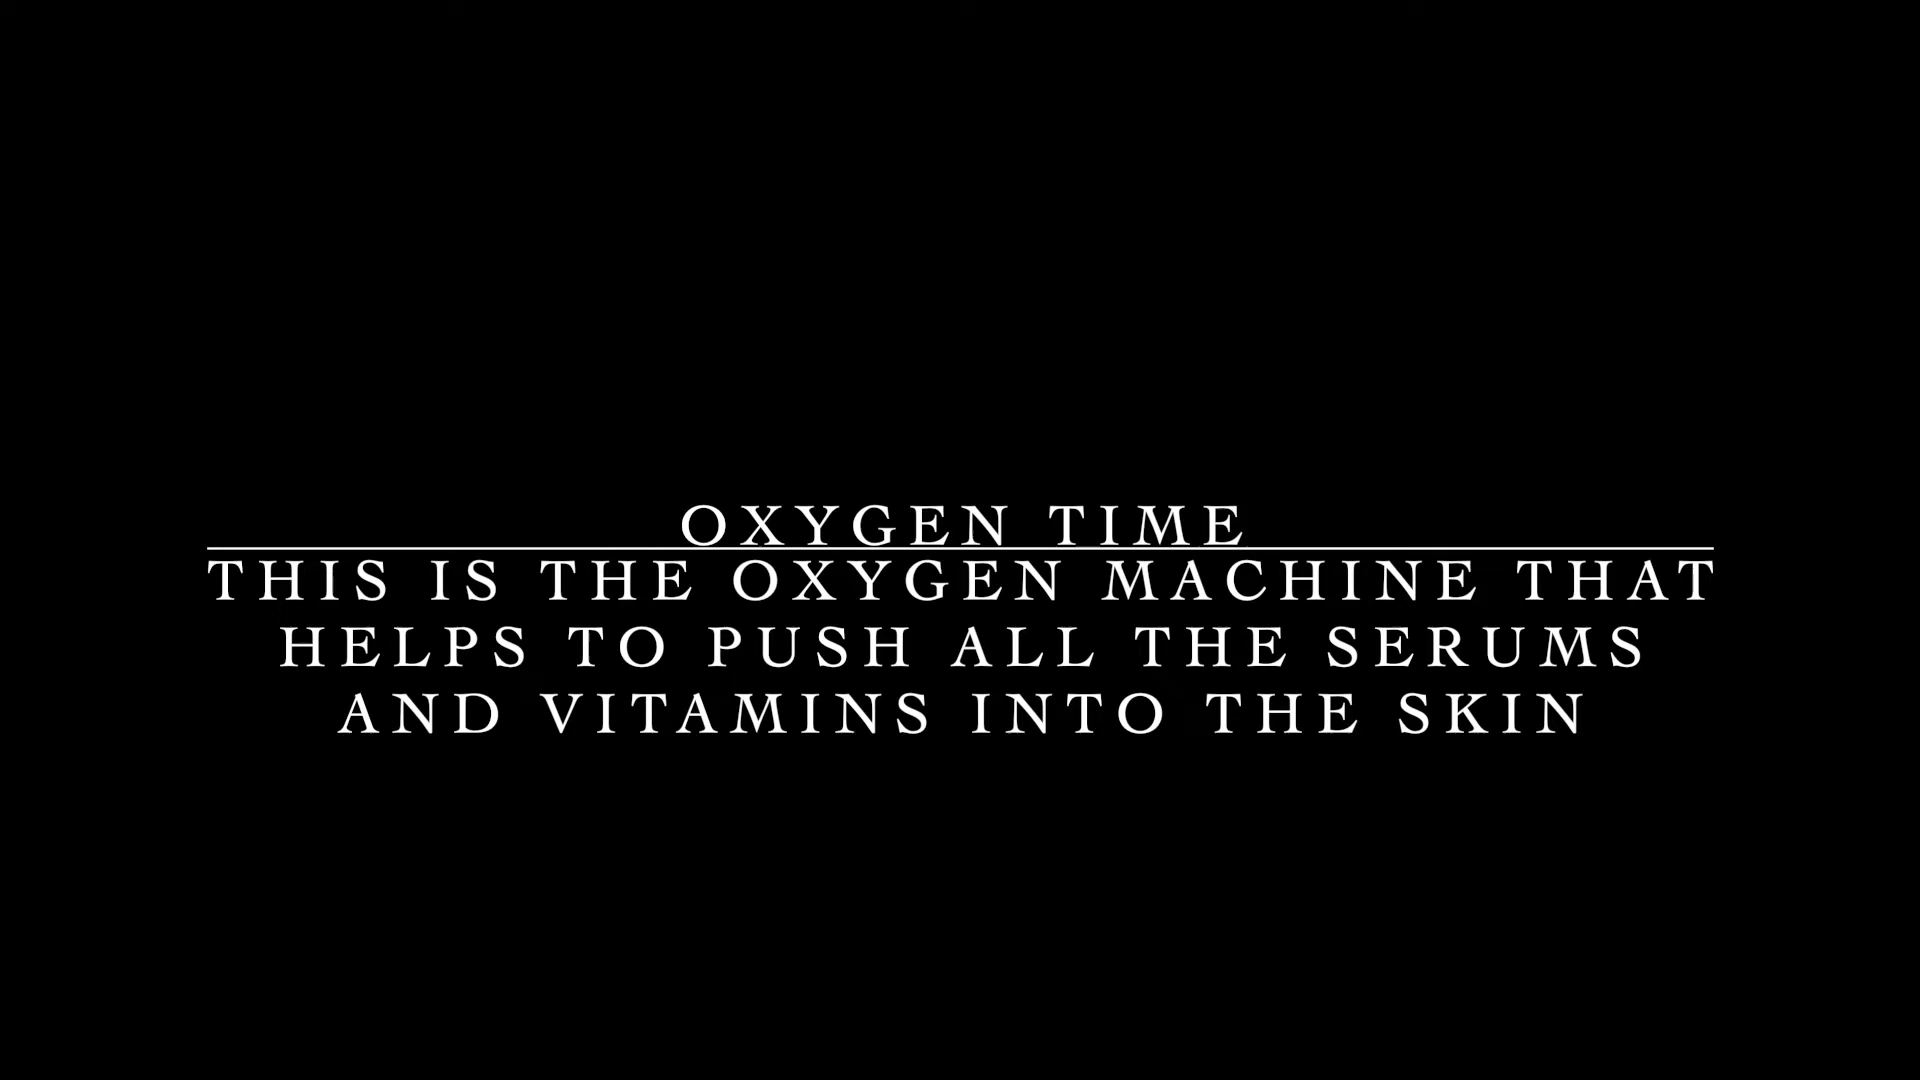 OXYGEN TIME
THIS IS THE OXYGEN MACHINE THAT
HELPS TO PUSH ALL THE SERUMS
AND VITAMINS INTO THE SKIN